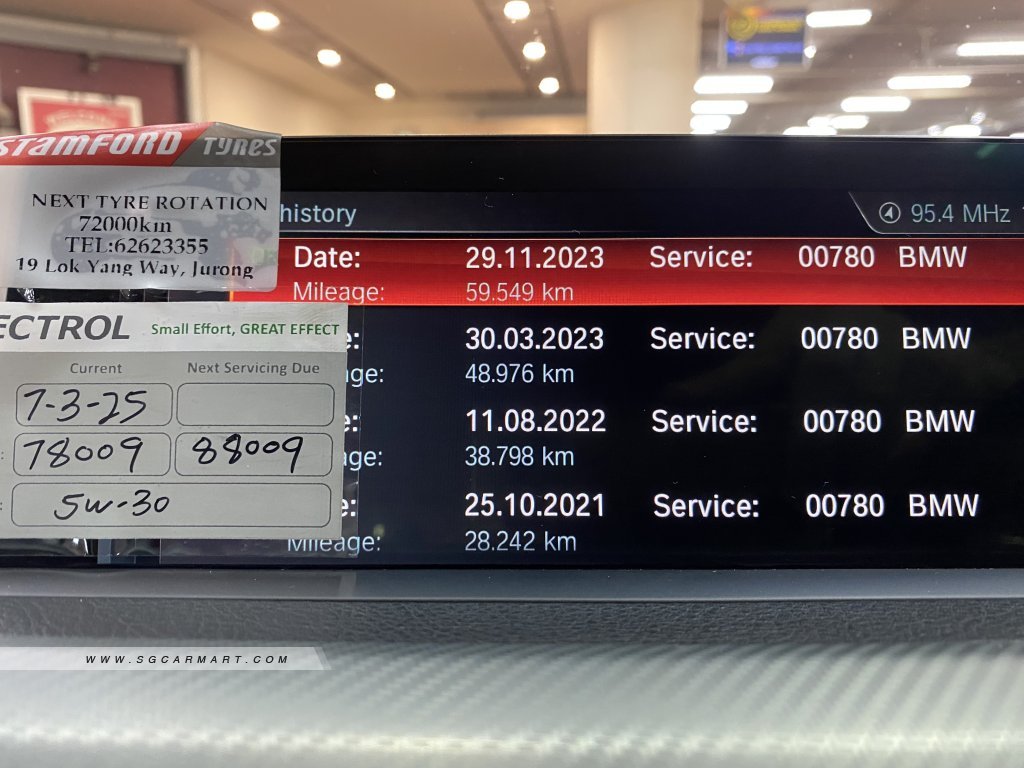 STAMFORD TYRES
NEXT TYRE ROTATION
72000km
TEL:62623355
19 Lok Yang Way, Jurong
ECTROL Small Effort, GREAT EFFECT
Current Next Servicing Due
7-3-25
78009 88009
5w-30
history
95.4 MHz
Date: 29.11.2023 Service: 00780 BMW
Mileage: 59.549 km
e: 30.03.2023 Service: 00780 BMW
age: 48.976 km
e: 11.08.2022 Service: 00780 BMW
age: 38.798 km
e: 25.10.2021 Service: 00780 BMW
Mileage: 28.242 km
WWW.SGCARMART.COM